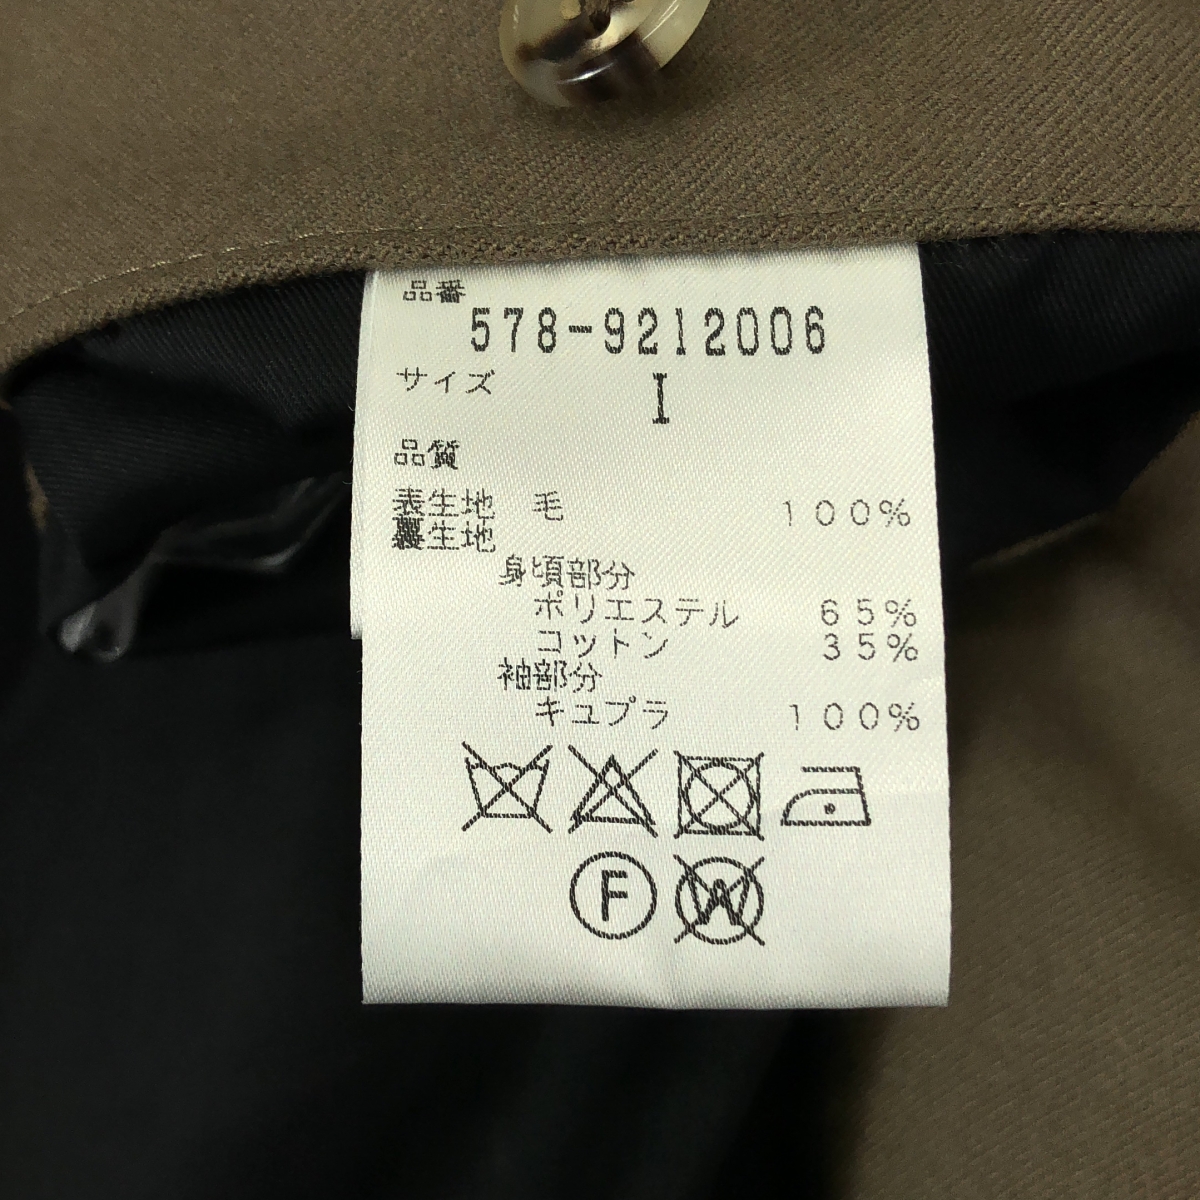 品番
578-9212006
サイズ I
品質
表生地 毛 100%
裏生地
身頃部分
ポリエステル 65%
コットン 35%
袖部分
キュプラ 100%
F W